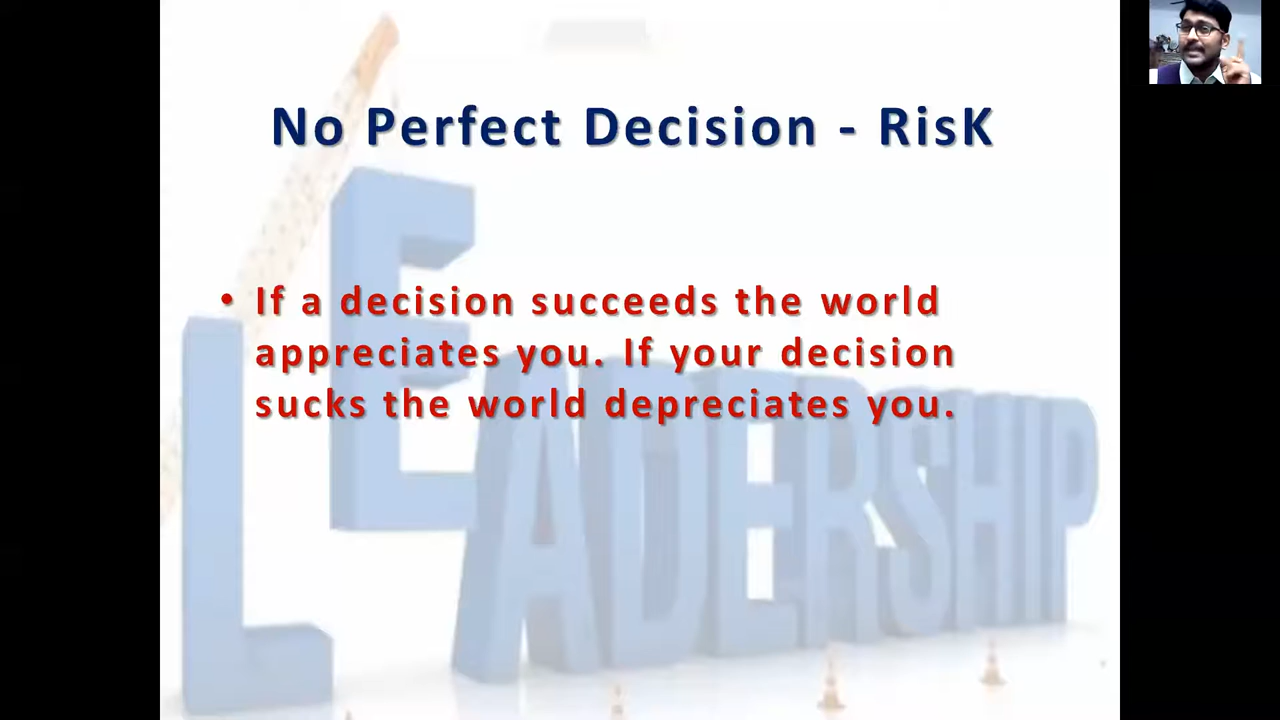 No Perfect Decision - RisK
• If a decision succeeds the world
appreciates you. If your decision
sucks the world depreciates you.
LEADERSHIP